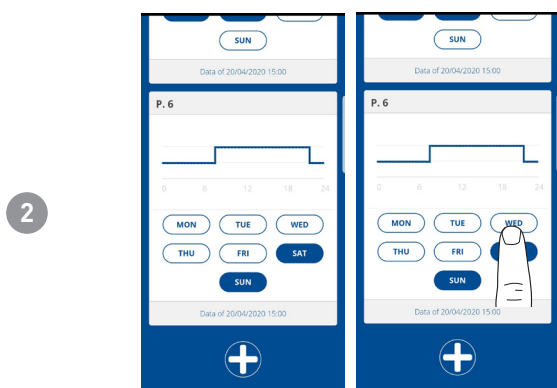 2
SUN
Data of 20/04/2020 15:00
P. 6
0 6 12 18 24
MON TUE WED
THU FRI SAT
SUN
Data of 20/04/2020 15:00
SUN
Data of 20/04/2020 15:00
P. 6
0 6 12 18 24
MON TUE WED
THU FRI
SUN
Data of 20/04/2020 15:00